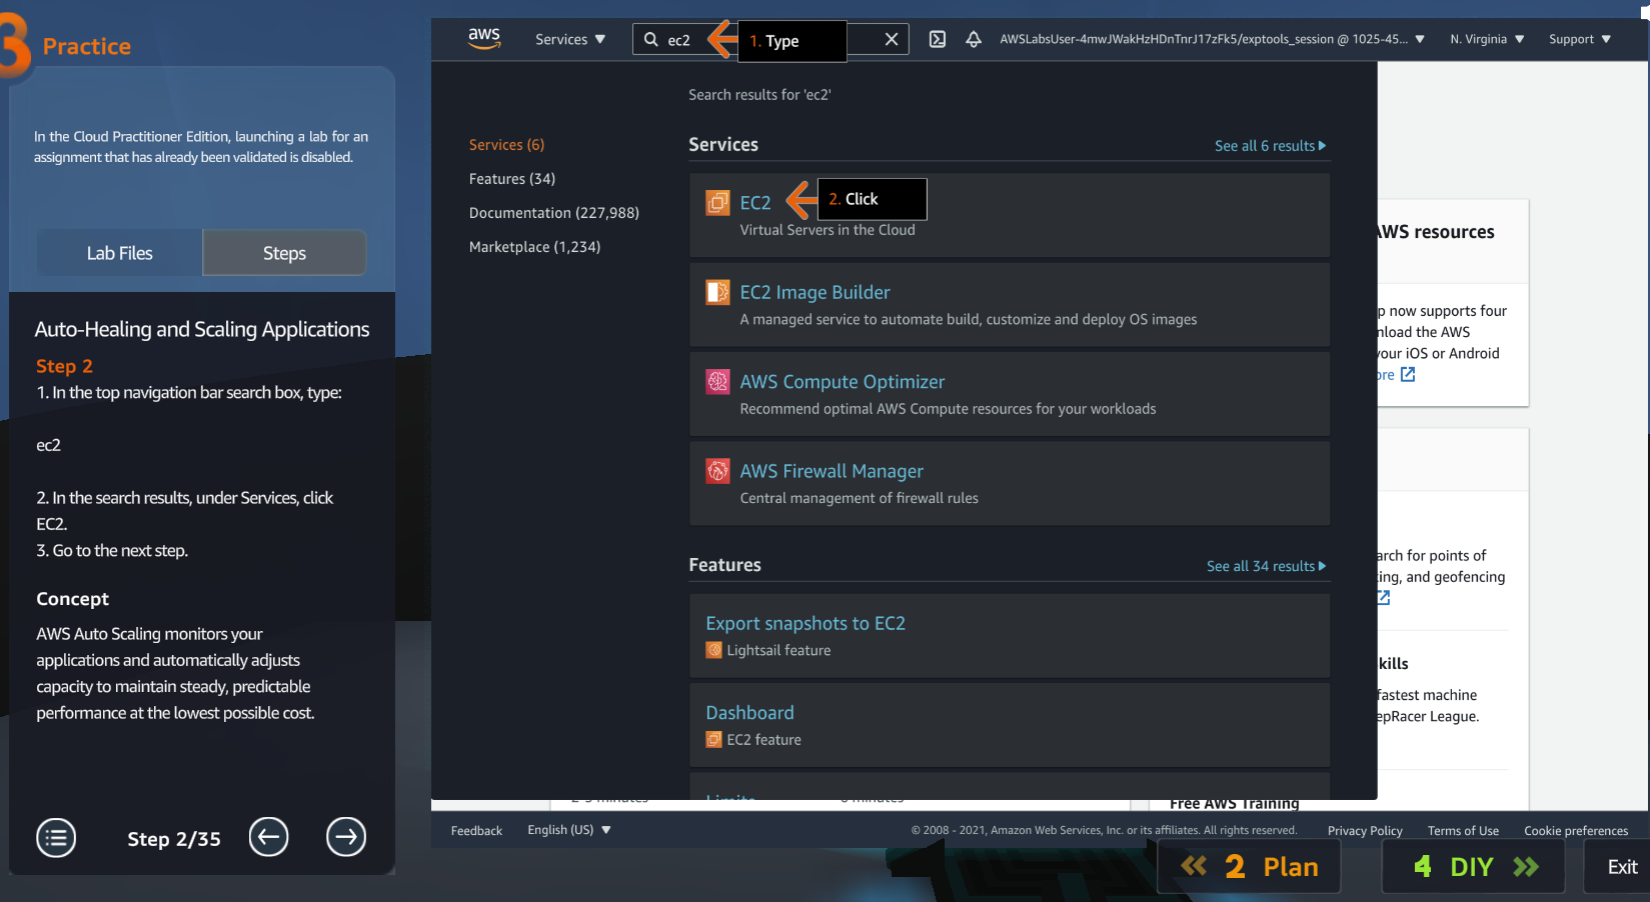 3
Practice
In the Cloud Practitioner Edition, launching a lab for an
assignment that has already been validated is disabled.
Lab Files
Steps
Auto-Healing and Scaling Applications
Step 2
1. In the top navigation bar search box, type:
ec2
2. In the search results, under Services, click
EC2.
3. Go to the next step.
Concept
AWS Auto Scaling monitors your
applications and automatically adjusts
capacity to maintain steady, predictable
performance at the lowest possible cost.
Step 2/35
aws
Services
ec2
1. Type
AWSLabsUser-4mwJWakHzHDnTnrJ17zFk5/exptools_session @ 1025-45...
N. Virginia
Support
Search results for 'ec2'
Services (6)
Features (34)
Documentation (227,988)
Marketplace (1,234)
Services
See all 6 results
EC2
2. Click
Virtual Servers in the Cloud
EC2 Image Builder
A managed service to automate build, customize and deploy OS images
AWS Compute Optimizer
Recommend optimal AWS Compute resources for your workloads
AWS Firewall Manager
Central management of firewall rules
Features
See all 34 results
Export snapshots to EC2
Lightsail feature
Dashboard
EC2 feature
Limits
AWS resources
now supports four
the AWS
your iOS or Android
for points of
and geofencing
fastest machine
League.
Free AWS Training
Feedback
English (US)
© 2008 - 2021, Amazon Web Services, Inc. or its affiliates. All rights reserved.
Privacy Policy
Terms of Use
Cookie preferences
2 Plan
4 DIY
Exit